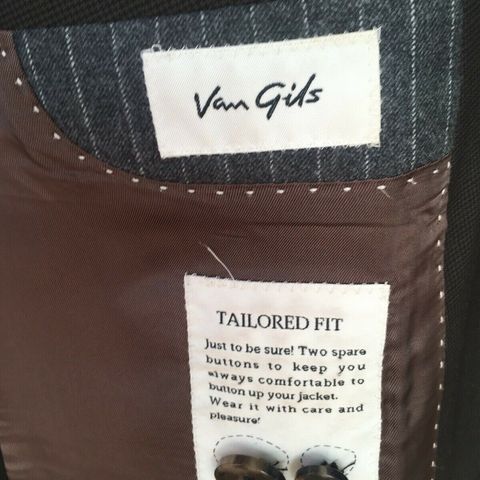 Van Gils
TAILORED FIT
Just to be sure! Two spare
buttons to keep you
always comfortable to
button up your jacket.
Wear it with care and
pleasure!